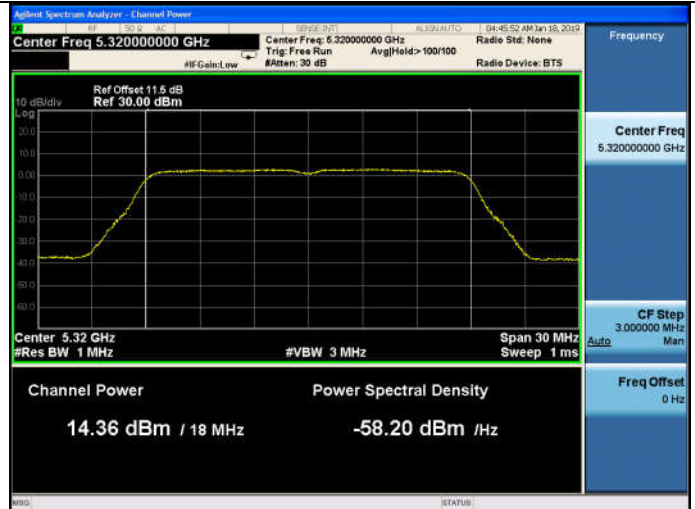 Agilent Spectrum Analyzer - Channel Power
RF 50 Ω AC SENSE:INT ALIGN AUTO 04:45:52 AM Jan 18, 2019
Center Freq 5.320000000 GHz
Center Freq: 5.320000000 GHz
Radio Std: None
Trig: Free Run Avg|Hold:> 100/100
#IFGain:Low #Atten: 30 dB Radio Device: BTS
Ref Offset 11.5 dB
10 dB/div Ref 30.00 dBm
Log
20.0
10.0
0.00
-10.0
-20.0
-30.0
-40.0
-50.0
-60.0
Center 5.32 GHz Span 30 MHz
#Res BW 1 MHz #VBW 3 MHz Sweep 1 ms
Channel Power Power Spectral Density
14.36 dBm / 18 MHz -58.20 dBm /Hz
MSG STATUS
Frequency
Center Freq
5.320000000 GHz
CF Step
3.000000 MHz
Auto Man
Freq Offset
0 Hz